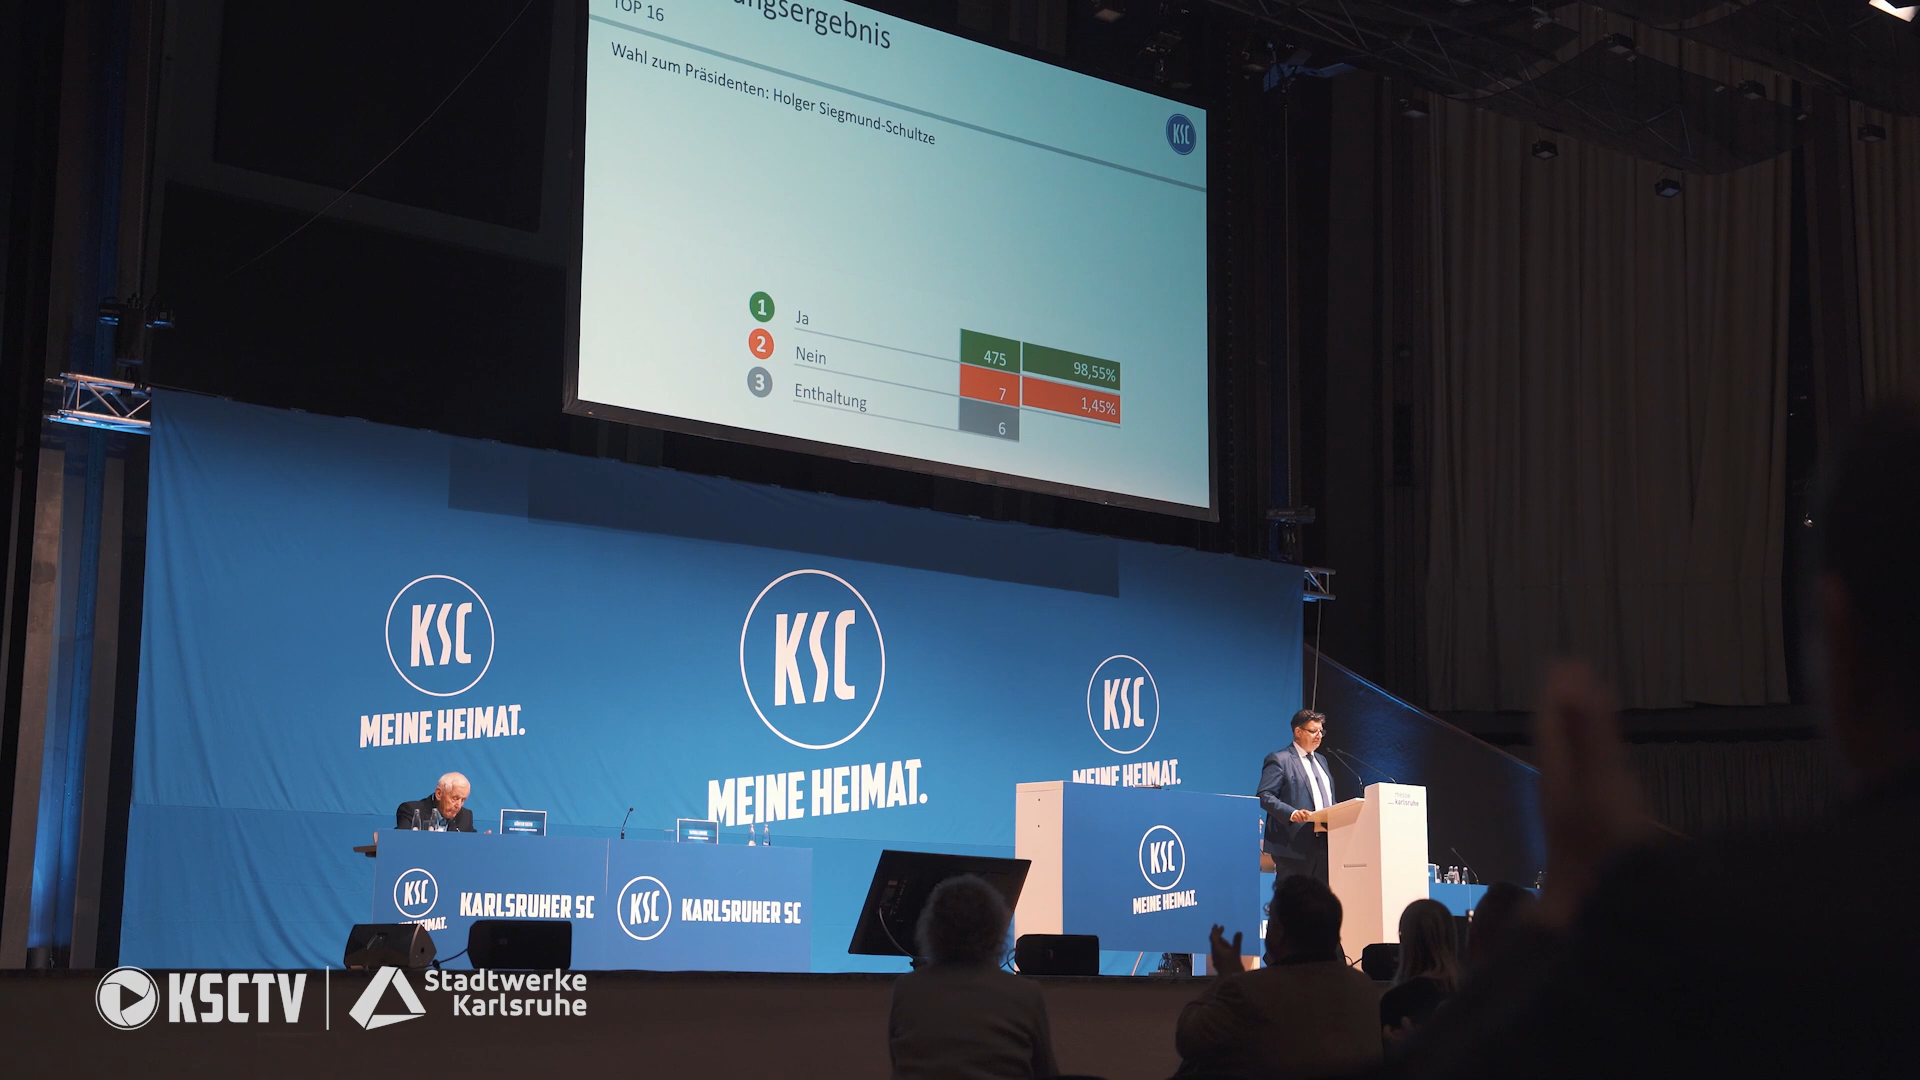 TOP 16
Wahl zum Präsidenten: Holger Siegmund-Schultze
KSC
1 Ja 475 98,55%
2 Nein 7 1,45%
3 Enthaltung 6
KSC
MEINE HEIMAT.
KSC
MEINE HEIMAT.
KSC
MEINE HEIMAT.
messe
karlsruhe
KSC
KARLSRUHER SC
KSC
KARLSRUHER SC
KSC
MEINE HEIMAT.
KSCTV
Stadtwerke
Karlsruhe